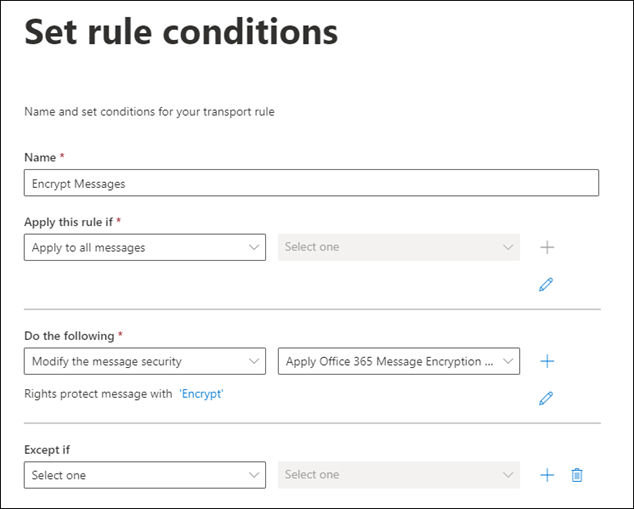 Set rule conditions
Name and set conditions for your transport rule
Name *
Encrypt Messages
Apply this rule if *
Apply to all messages Select one
Do the following *
Modify the message security Apply Office 365 Message Encryption ...
Rights protect message with 'Encrypt'
Except if
Select one Select one